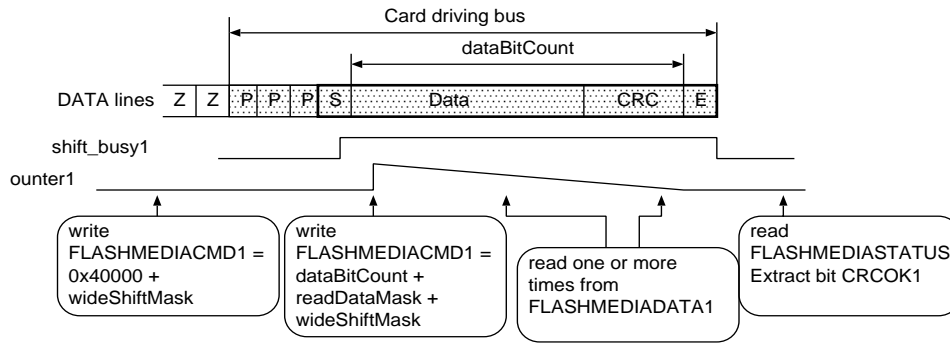 Card driving bus
dataBitCount
DATA lines Z Z P P P S Data CRC E
shift_busy1
ounter1
write
FLASHMEDIACMD1 =
0x40000 +
wideShiftMask
write
FLASHMEDIACMD1 =
dataBitCount +
readDataMask +
wideShiftMask
read one or more
times from
FLASHMEDIADATA1
read
FLASHMEDIASTATUS
Extract bit CRCOK1